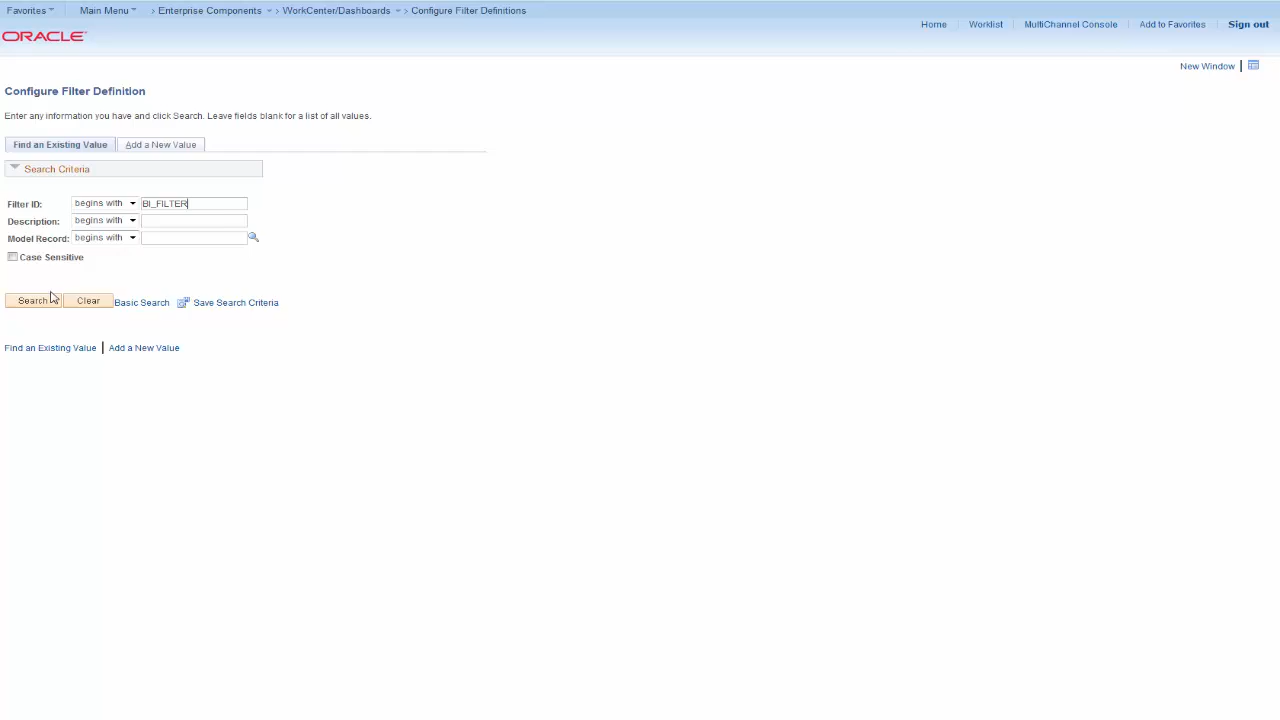 Favorites Main Menu > Enterprise Components > WorkCenter/Dashboards > Configure Filter Definitions
Home Worklist MultiChannel Console Add to Favorites Sign out
ORACLE
New Window
Configure Filter Definition
Enter any information you have and click Search. Leave fields blank for a list of all values.
Find an Existing Value Add a New Value
Search Criteria
Filter ID: begins with BI_FILTER
Description: begins with
Model Record: begins with
Case Sensitive
Search Clear Basic Search Save Search Criteria
Find an Existing Value | Add a New Value